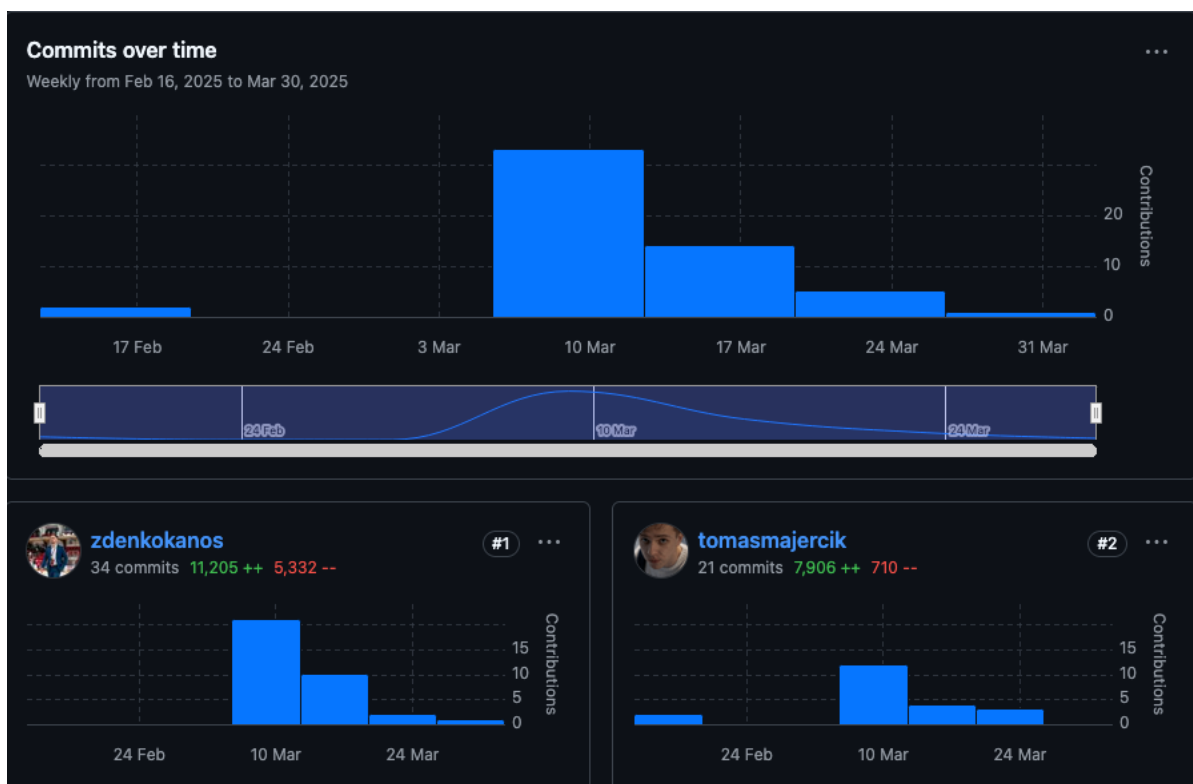 Commits over time
Weekly from Feb 16, 2025 to Mar 30, 2025
Contributions
20
10
0
17 Feb 24 Feb 3 Mar 10 Mar 17 Mar 24 Mar 31 Mar
24 Feb 10 Mar 24 Mar
zdenkokanos #1
34 commits 11,205 ++ 5,332 --
Contributions
15
10
5
0
24 Feb 10 Mar 24 Mar
tomasmajercik #2
21 commits 7,906 ++ 710 --
Contributions
15
10
5
0
24 Feb 10 Mar 24 Mar